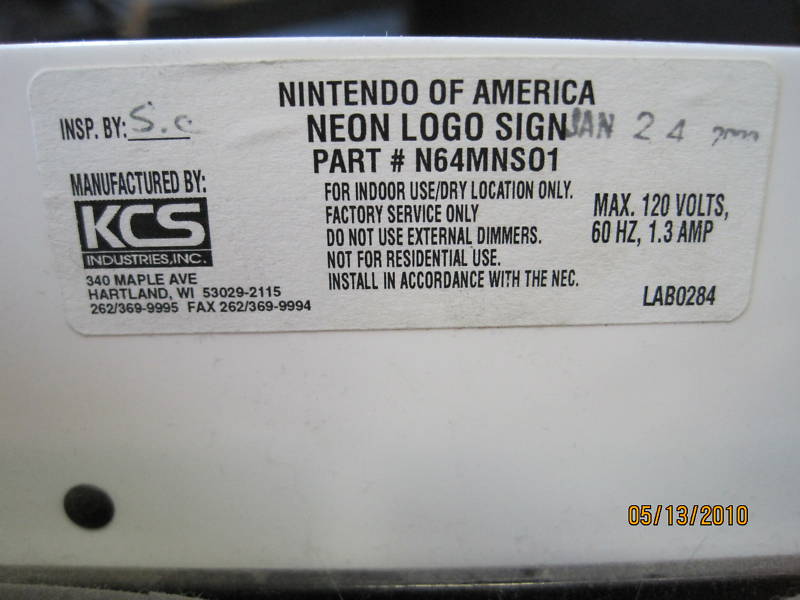 NINTENDO OF AMERICA
INSP. BY: S.C
NEON LOGO SIGN JAN 24
PART # N64MNS01
MANUFACTURED BY:
KCS
INDUSTRIES, INC.
340 MAPLE AVE
HARTLAND, WI 53029-2115
262/369-9995 FAX 262/369-9994
FOR INDOOR USE/DRY LOCATION ONLY.
FACTORY SERVICE ONLY
DO NOT USE EXTERNAL DIMMERS.
NOT FOR RESIDENTIAL USE.
INSTALL IN ACCORDANCE WITH THE NEC.
MAX. 120 VOLTS,
60 HZ, 1.3 AMP
LAB0284
05/13/2010